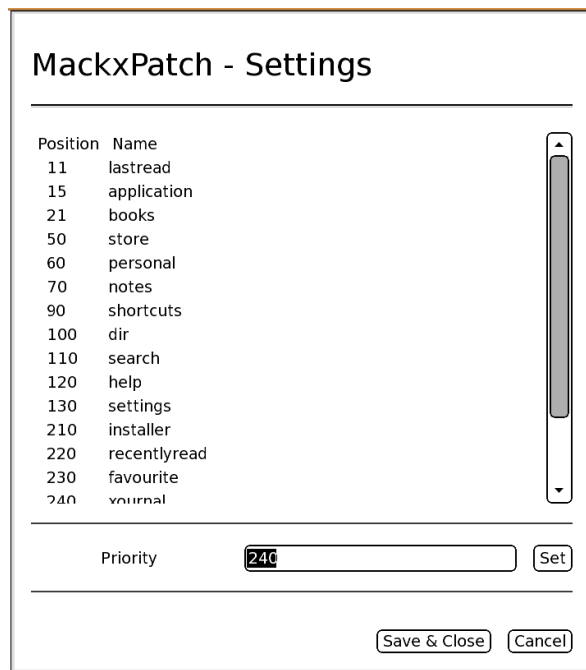 MackxPatch - Settings
Position Name
11 lastread
15 application
21 books
50 store
60 personal
70 notes
90 shortcuts
100 dir
110 search
120 help
130 settings
210 installer
220 recentlyread
230 favourite
240 xournal
Priority 240 Set
Save & Close Cancel